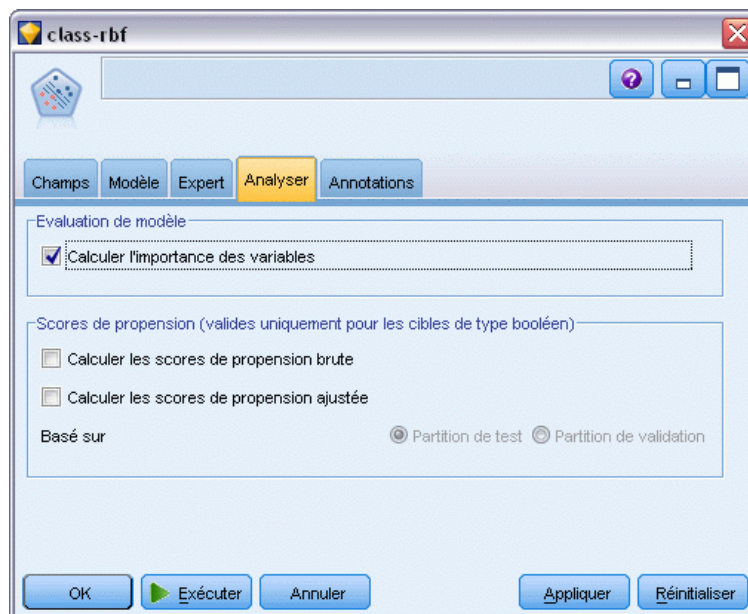 class-rbf
Champs Modèle Expert Analyser Annotations
Evaluation de modèle
Calculer l'importance des variables
Scores de propension (valides uniquement pour les cibles de type booléen)
Calculer les scores de propension brute
Calculer les scores de propension ajustée
Basé sur Partition de test Partition de validation
OK Exécuter Annuler Appliquer Réinitialiser